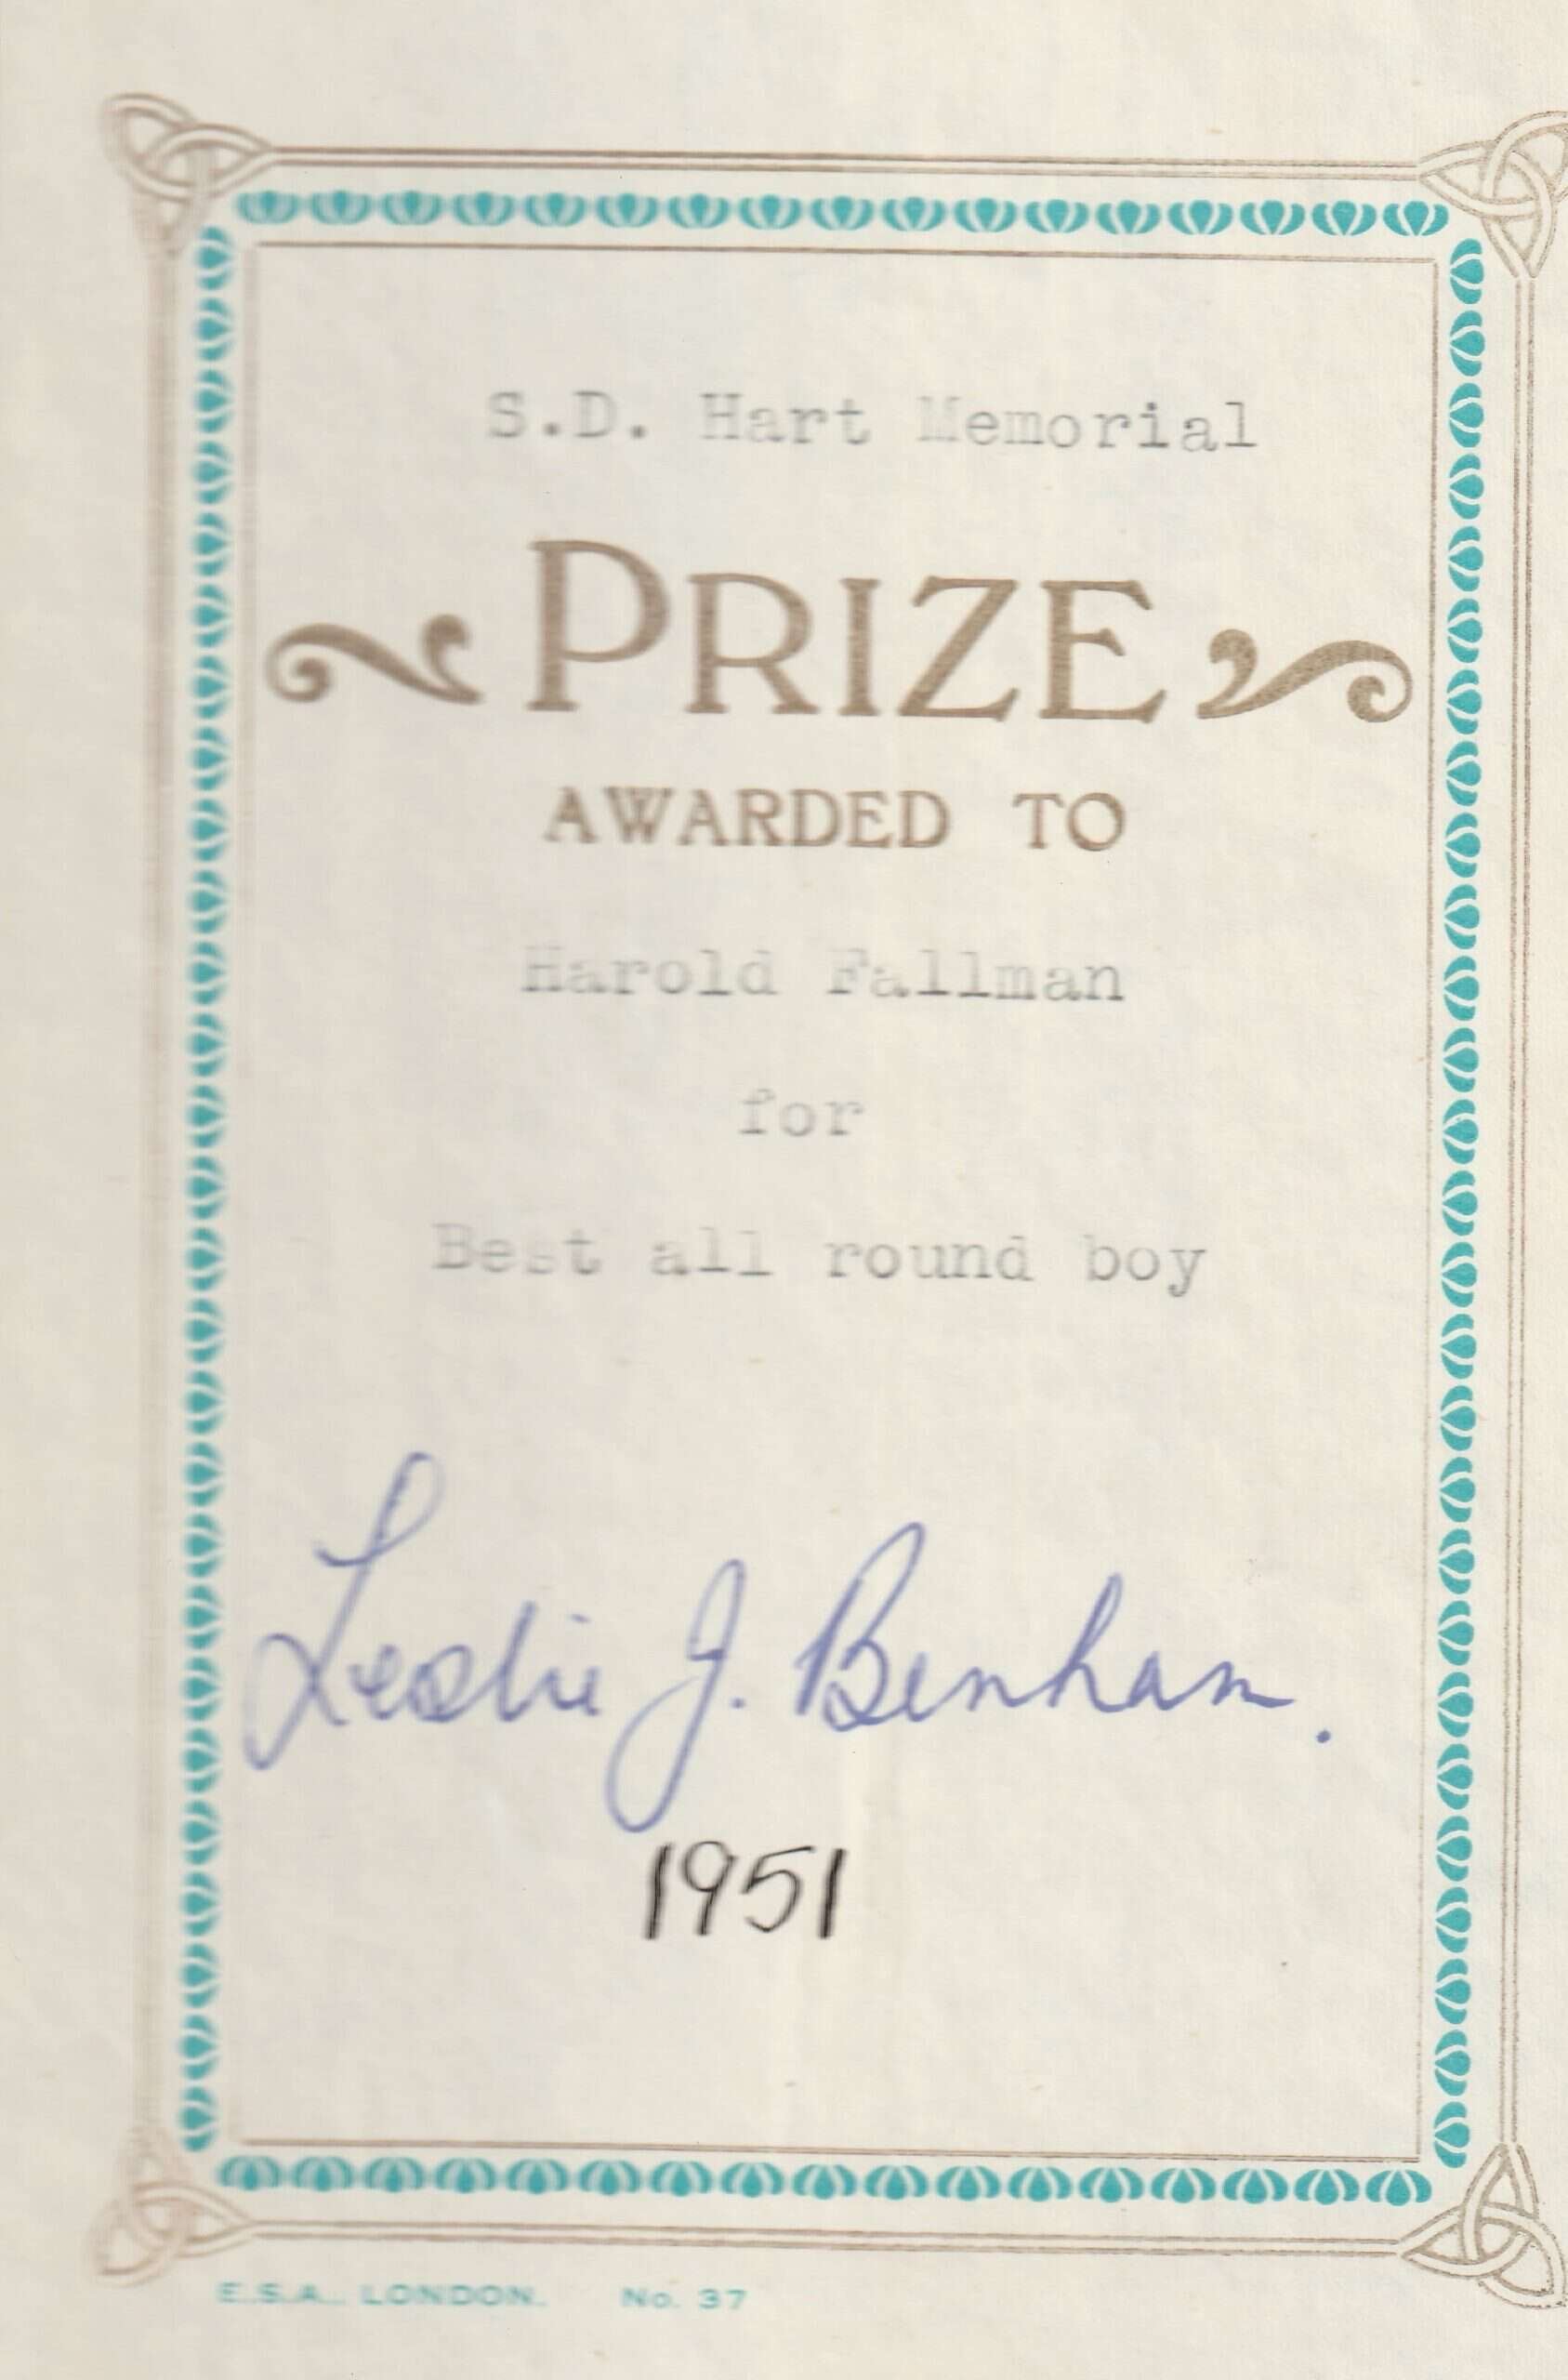 S.D. Hart Memorial
PRIZE
AWARDED TO
Harold Fallman
for
Best all round boy
Leslie J. Benham.
1951
E.S.A., LONDON. No. 37